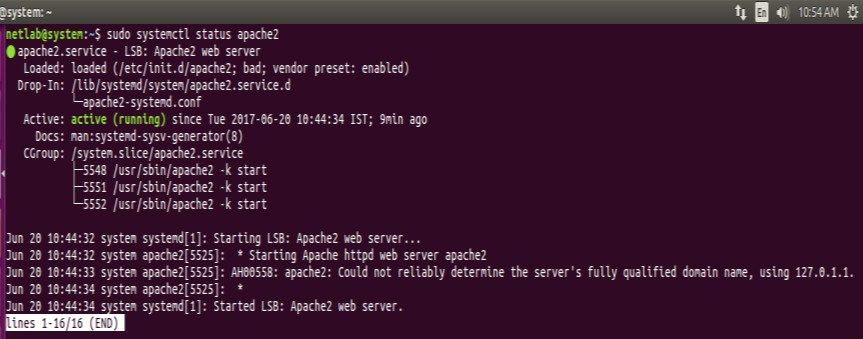 @system: ~
En 10:54 AM
netlab@system:~$ sudo systemctl status apache2
● apache2.service - LSB: Apache2 web server
Loaded: loaded (/etc/init.d/apache2; bad; vendor preset: enabled)
Drop-In: /lib/systemd/system/apache2.service.d
└─apache2-systemd.conf
Active: active (running) since Tue 2017-06-20 10:44:34 IST; 9min ago
Docs: man:systemd-sysv-generator(8)
CGroup: /system.slice/apache2.service
├─5548 /usr/sbin/apache2 -k start
├─5551 /usr/sbin/apache2 -k start
└─5552 /usr/sbin/apache2 -k start
Jun 20 10:44:32 system systemd[1]: Starting LSB: Apache2 web server...
Jun 20 10:44:32 system apache2[5525]:  * Starting Apache httpd web server apache2
Jun 20 10:44:33 system apache2[5525]: AH00558: apache2: Could not reliably determine the server's fully qualified domain name, using 127.0.1.1.
Jun 20 10:44:34 system apache2[5525]:  *
Jun 20 10:44:34 system systemd[1]: Started LSB: Apache2 web server.
lines 1-16/16 (END)